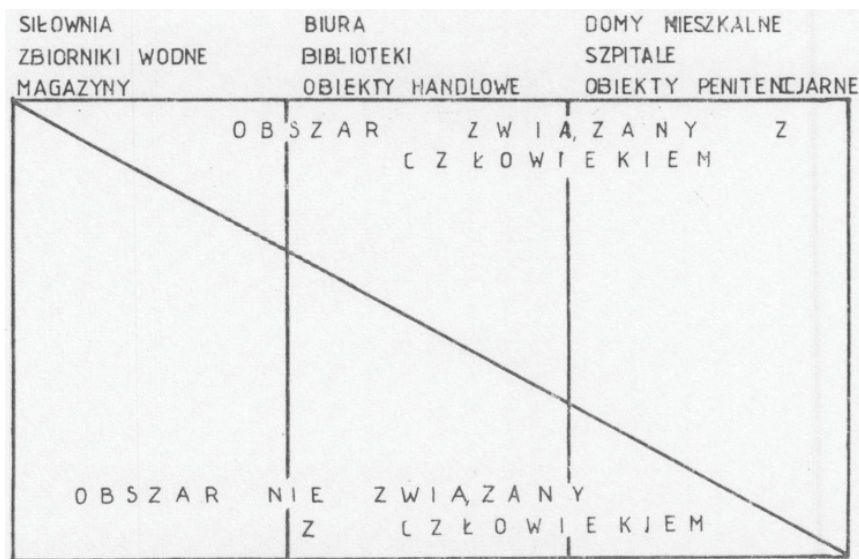 SIŁOWNIA
ZBIORNIKI WODNE
MAGAZYNY
BIURA
BIBLIOTEKI
OBIEKTY HANDLOWE
DOMY MIESZKALNE
SZPITALE
OBIEKTY PENITENCJARNE
OBSZAR ZWIĄZANY Z
CZŁOWIEKIEM
OBSZAR NIE ZWIĄZANY
Z CZŁOWIEKIEM